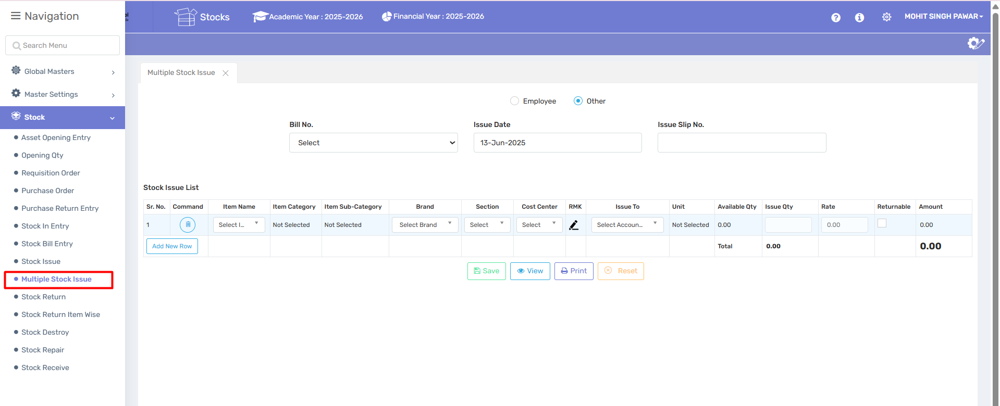 Navigation
Stocks
Academic Year : 2025-2026
Financial Year : 2025-2026
MOHIT SINGH PAWAR
Search Menu
Global Masters
Master Settings
Stock
Asset Opening Entry
Opening Qty
Requisition Order
Purchase Order
Purchase Return Entry
Stock In Entry
Stock Bill Entry
Stock Issue
Multiple Stock Issue
Stock Return
Stock Return Item Wise
Stock Destroy
Stock Repair
Stock Receive
Multiple Stock Issue
Employee Other
Bill No. Issue Date Issue Slip No.
Select 13-Jun-2025
Stock Issue List
Sr. No. Command Item Name Item Category Item Sub-Category Brand Section Cost Center RMK Issue To Unit Available Qty Issue Qty Rate Returnable Amount
1 Select I... Not Selected Not Selected Select Brand Select Select Select Accoun... Not Selected 0.00 0.00 0.00
Add New Row Total 0.00 0.00
Save View Print Reset